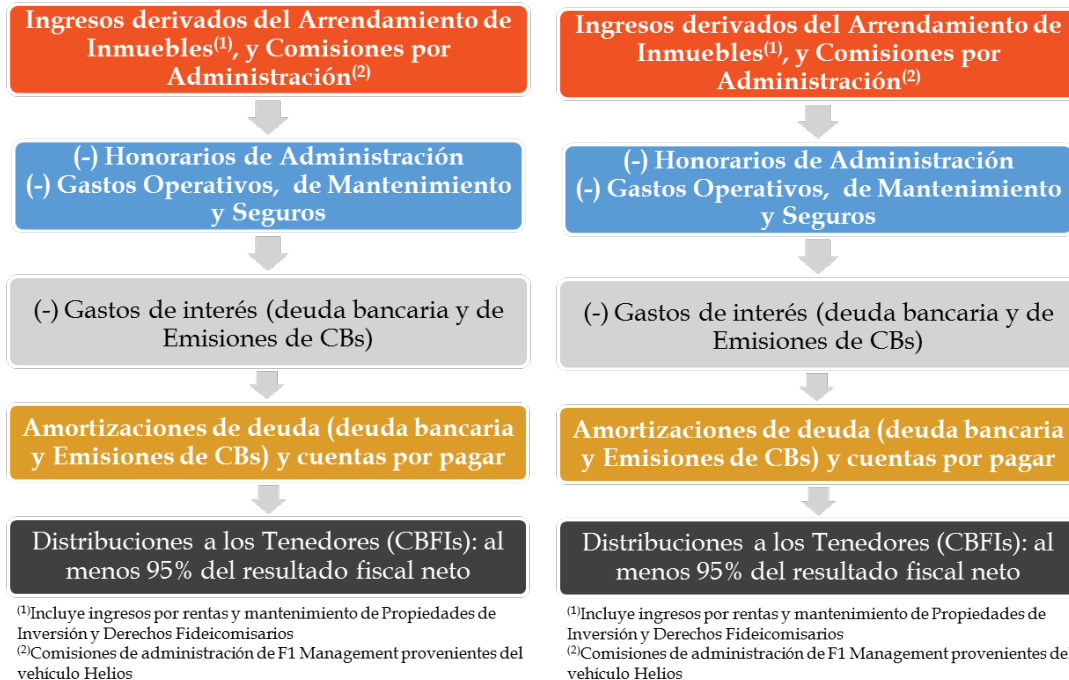 Ingresos derivados del Arrendamiento de
Inmuebles(1), y Comisiones por
Administración(2)
(-) Honorarios de Administración
(-) Gastos Operativos, de Mantenimiento
y Seguros
(-) Gastos de interés (deuda bancaria y de
Emisiones de CBs)
Amortizaciones de deuda (deuda bancaria
y Emisiones de CBs) y cuentas por pagar
Distribuciones a los Tenedores (CBFIs): al
menos 95% del resultado fiscal neto
(1)Incluye ingresos por rentas y mantenimiento de Propiedades de
Inversión y Derechos Fideicomisarios
(2)Comisiones de administración de F1 Management provenientes del
vehículo Helios
Ingresos derivados del Arrendamiento de
Inmuebles(1), y Comisiones por
Administración(2)
(-) Honorarios de Administración
(-) Gastos Operativos, de Mantenimiento
y Seguros
(-) Gastos de interés (deuda bancaria y de
Emisiones de CBs)
Amortizaciones de deuda (deuda bancaria
y Emisiones de CBs) y cuentas por pagar
Distribuciones a los Tenedores (CBFIs): al
menos 95% del resultado fiscal neto
(1)Incluye ingresos por rentas y mantenimiento de Propiedades de
Inversión y Derechos Fideicomisarios
(2)Comisiones de administración de F1 Management provenientes del
vehículo Helios